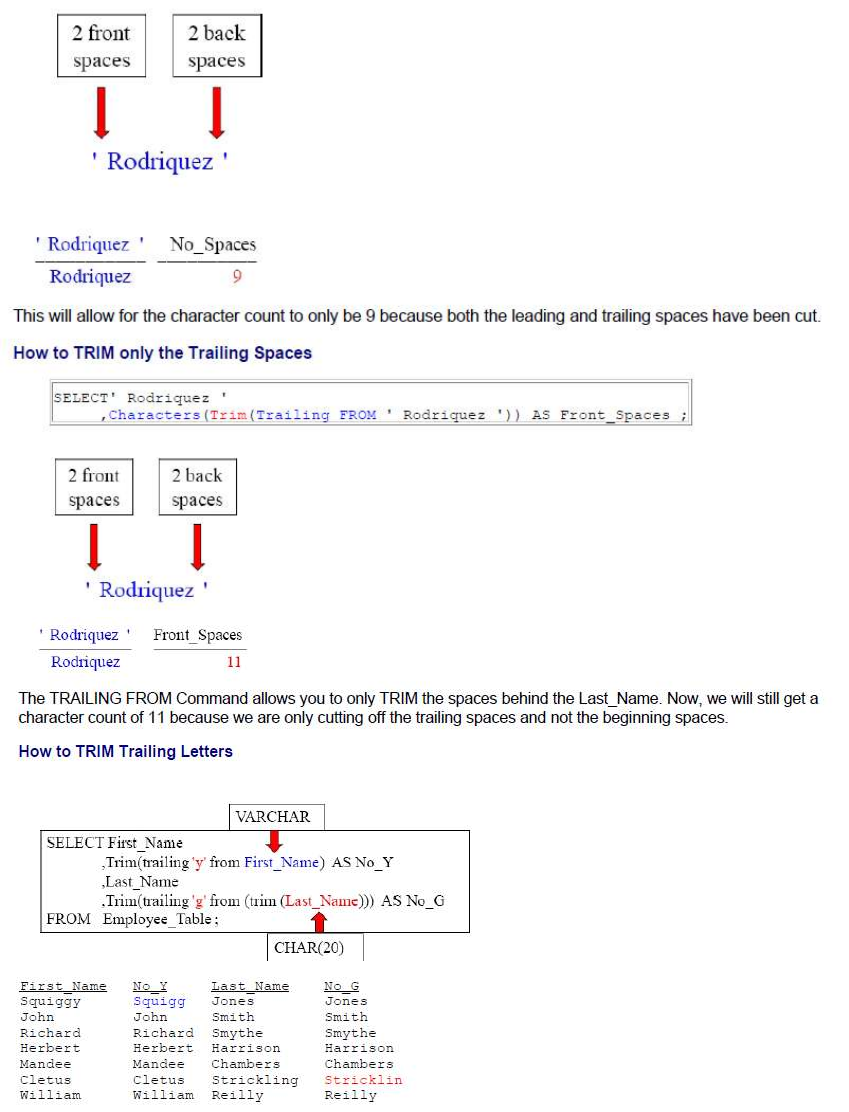 2 front 2 back
spaces spaces
' Rodriquez '
' Rodriquez ' No_Spaces
Rodriquez 9
This will allow for the character count to only be 9 because both the leading and trailing spaces have been cut.
How to TRIM only the Trailing Spaces
SELECT' Rodriquez '
,Characters(Trim(Trailing FROM ' Rodriquez ')) AS Front_Spaces ;
2 front 2 back
spaces spaces
' Rodriquez '
' Rodriquez ' Front_Spaces
Rodriquez 11
The TRAILING FROM Command allows you to only TRIM the spaces behind the Last_Name. Now, we will still get a
character count of 11 because we are only cutting off the trailing spaces and not the beginning spaces.
How to TRIM Trailing Letters
VARCHAR
SELECT First_Name
,Trim(trailing 'y' from First_Name) AS No_Y
,Last_Name
,Trim(trailing 'g' from (trim (Last_Name))) AS No_G
FROM Employee_Table;
CHAR(20)
First_Name No_Y Last_Name No_G
Squiggy Squigg Jones Jones
John John Smith Smith
Richard Richard Smythe Smythe
Herbert Herbert Harrison Harrison
Mandee Mandee Chambers Chambers
Cletus Cletus Strickling Stricklin
William William Reilly Reilly